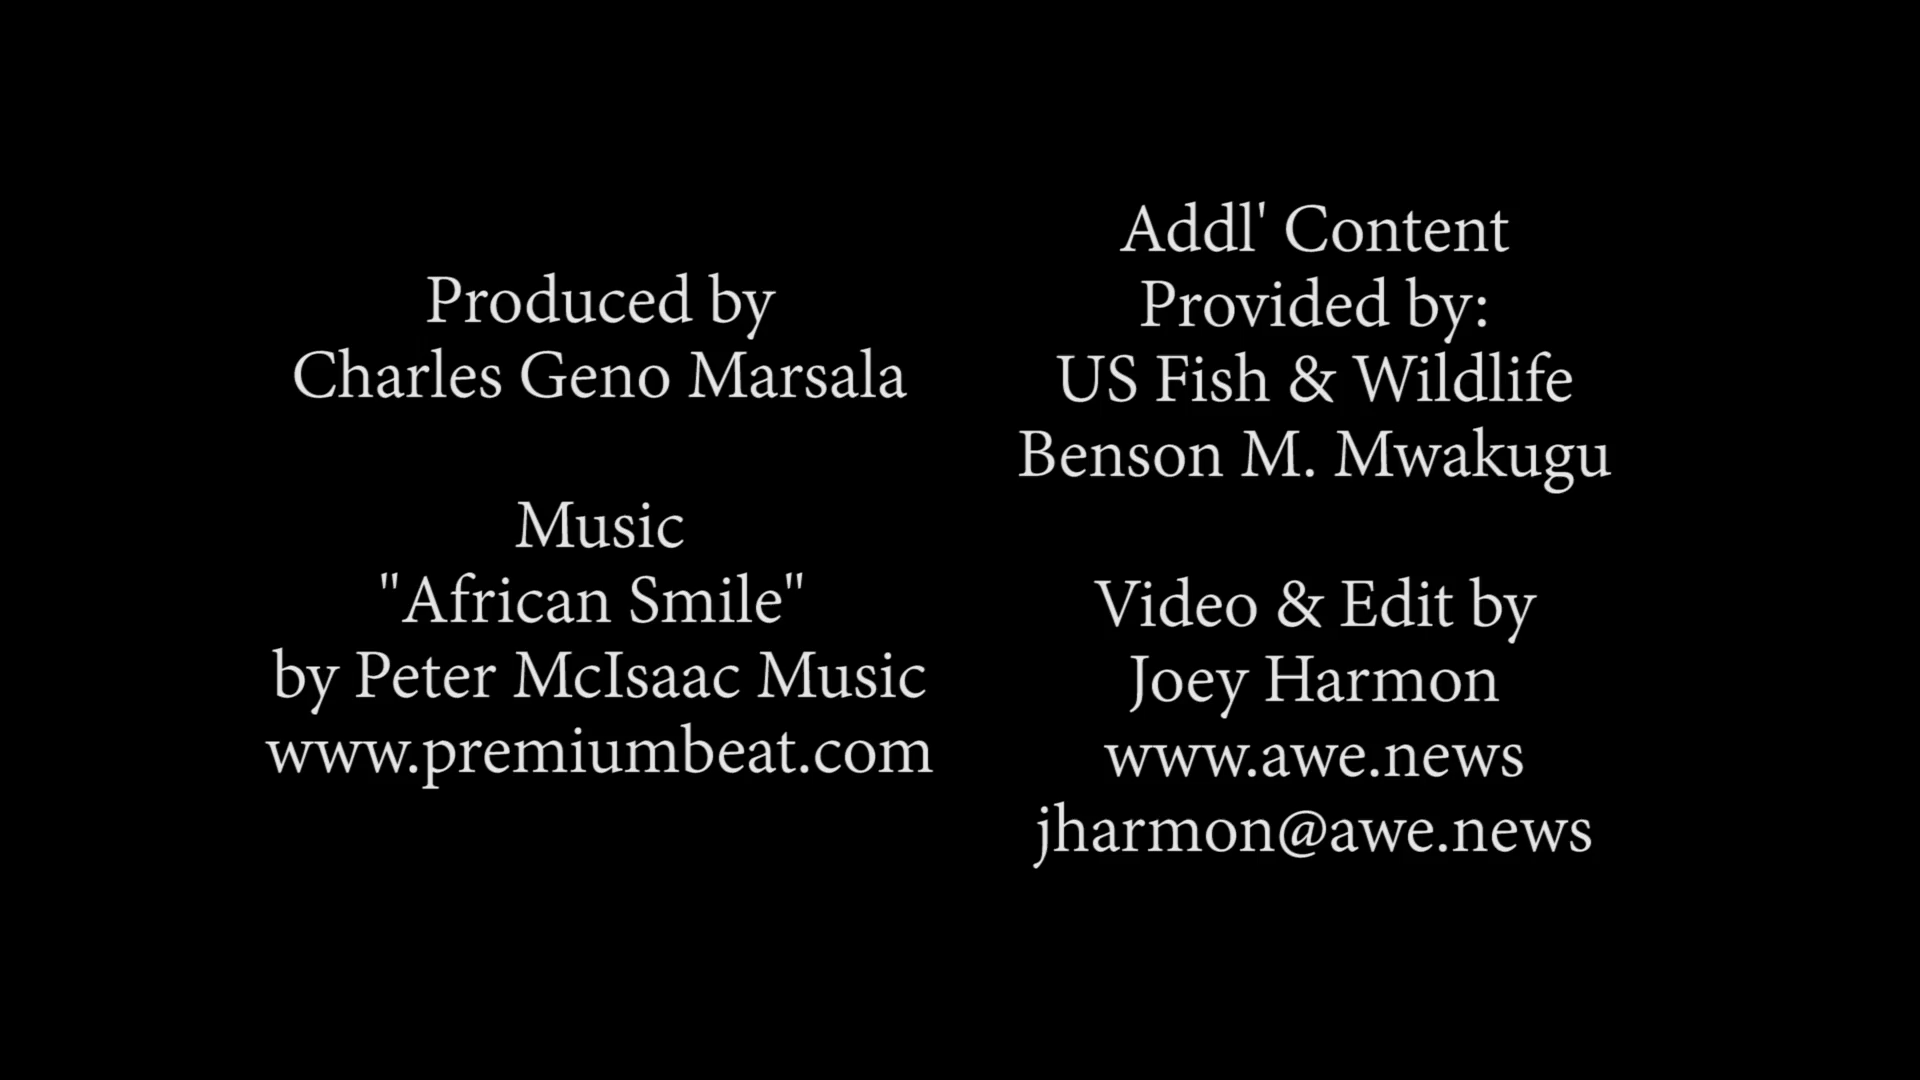 Produced by
Charles Geno Marsala
Music
"African Smile"
by Peter McIsaac Music
www.premiumbeat.com
Addl' Content
Provided by:
US Fish & Wildlife
Benson M. Mwakugu
Video & Edit by
Joey Harmon
www.awe.news
jharmon@awe.news